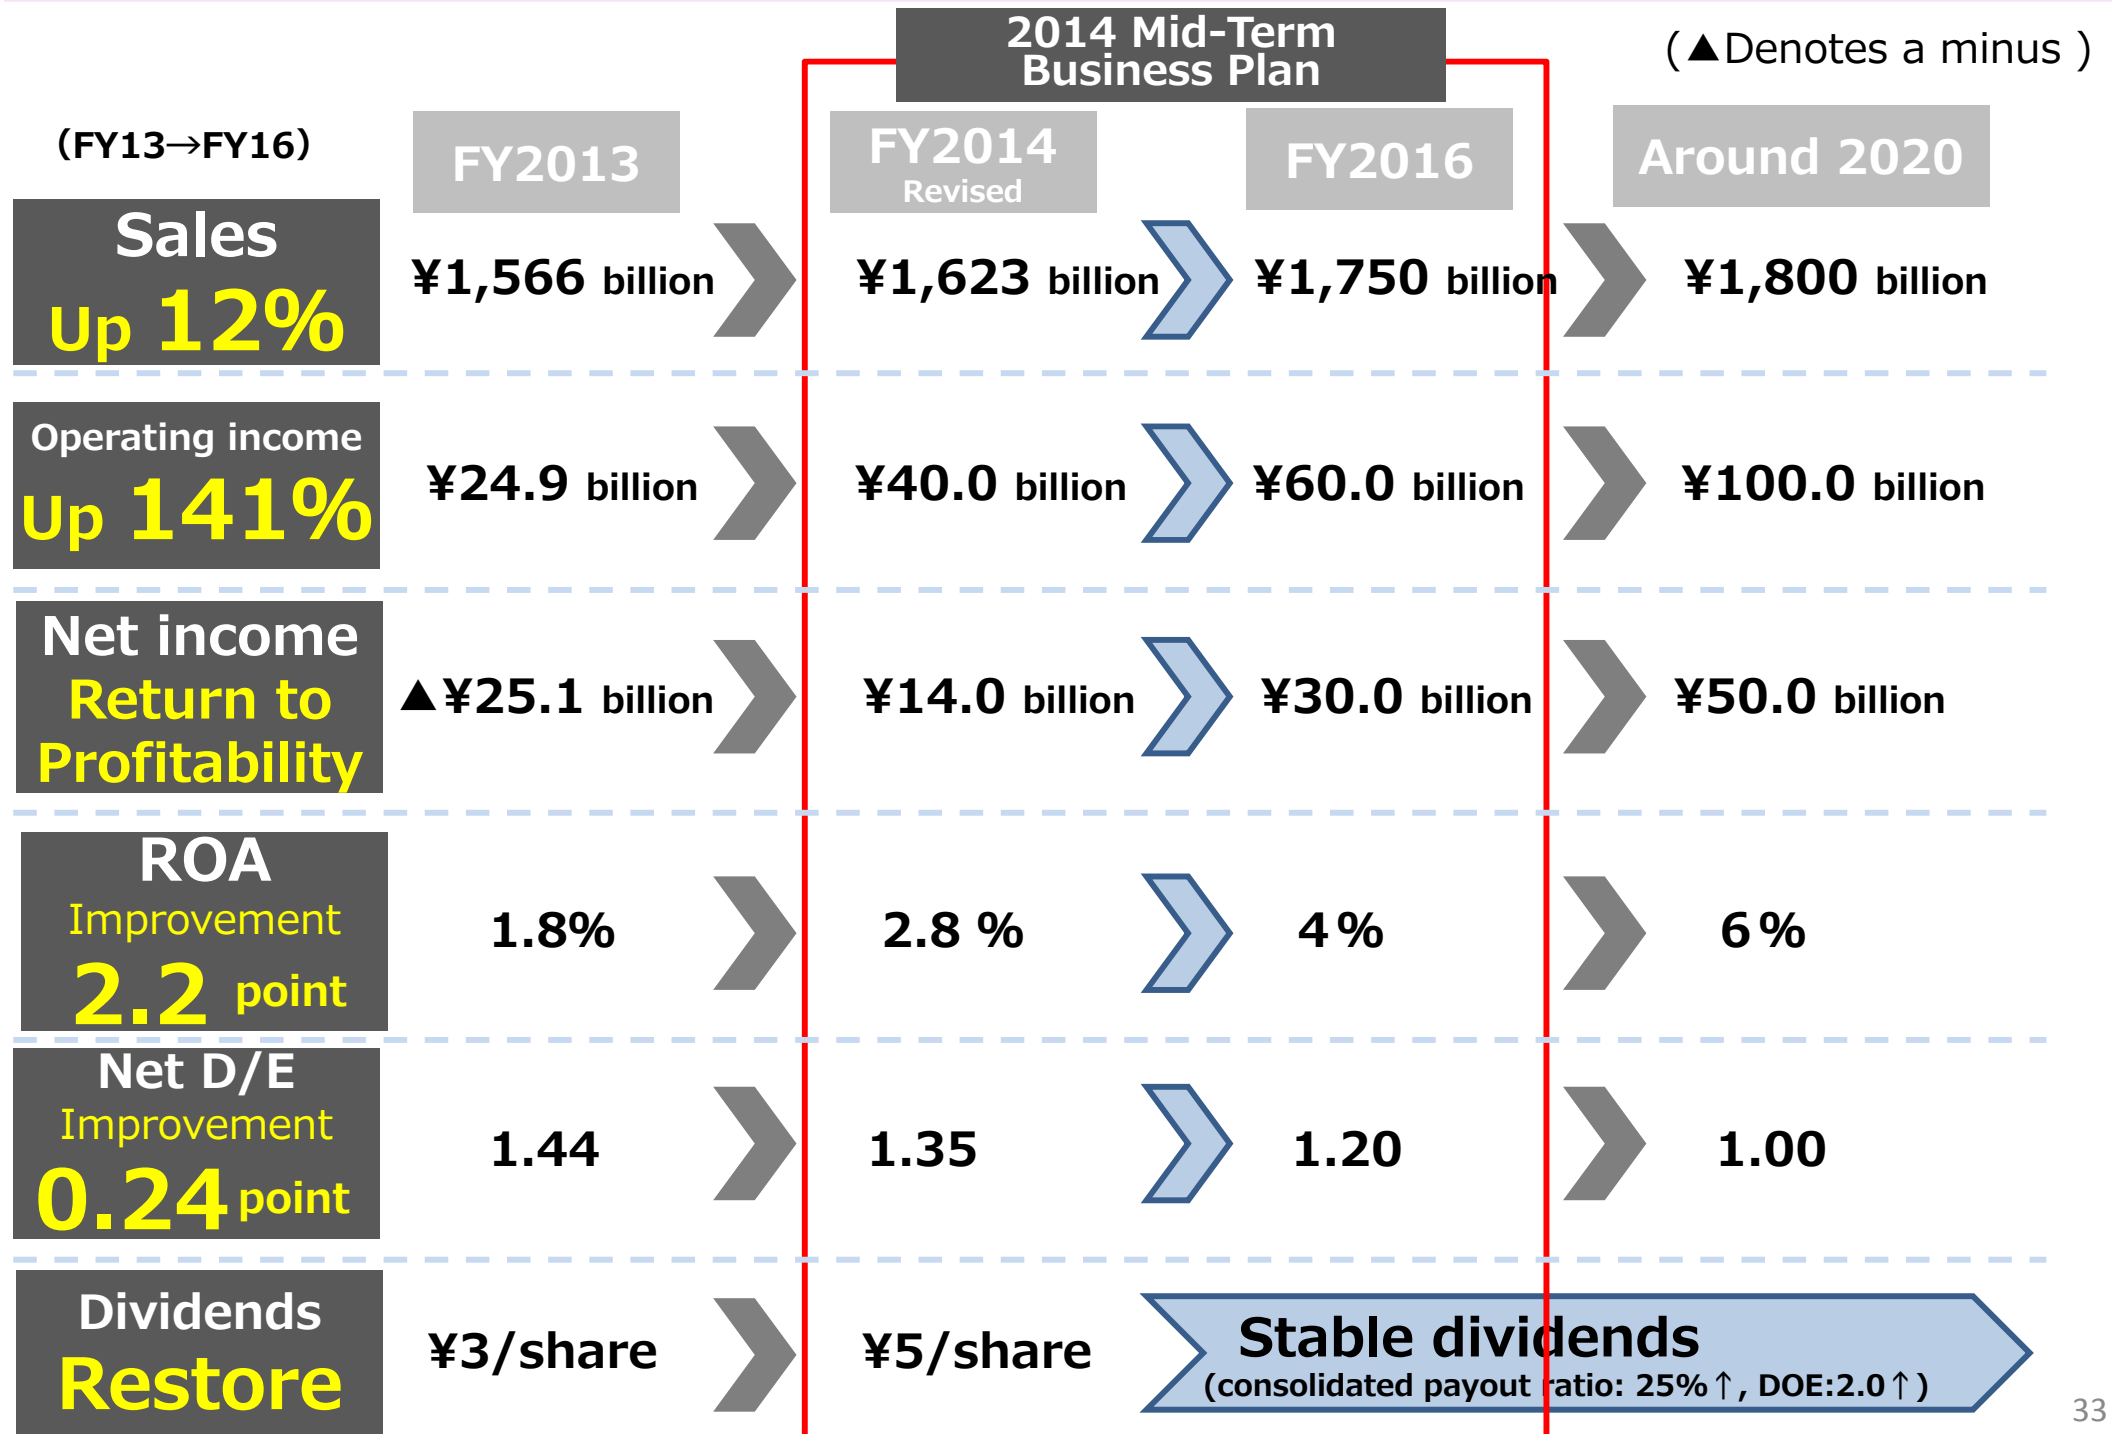 2014 Mid-Term
Business Plan
(▲Denotes a minus )
(FY13→FY16)
FY2013
FY2014
Revised
FY2016
Around 2020
Sales
Up 12%
¥1,566 billion
¥1,623 billion
¥1,750 billion
¥1,800 billion
Operating income
Up 141%
¥24.9 billion
¥40.0 billion
¥60.0 billion
¥100.0 billion
Net income
Return to
Profitability
▲¥25.1 billion
¥14.0 billion
¥30.0 billion
¥50.0 billion
ROA
Improvement
2.2 point
1.8%
2.8 %
4%
6%
Net D/E
Improvement
0.24 point
1.44
1.35
1.20
1.00
Dividends
Restore
¥3/share
¥5/share
Stable dividends
(consolidated payout ratio: 25%↑, DOE:2.0↑)
33